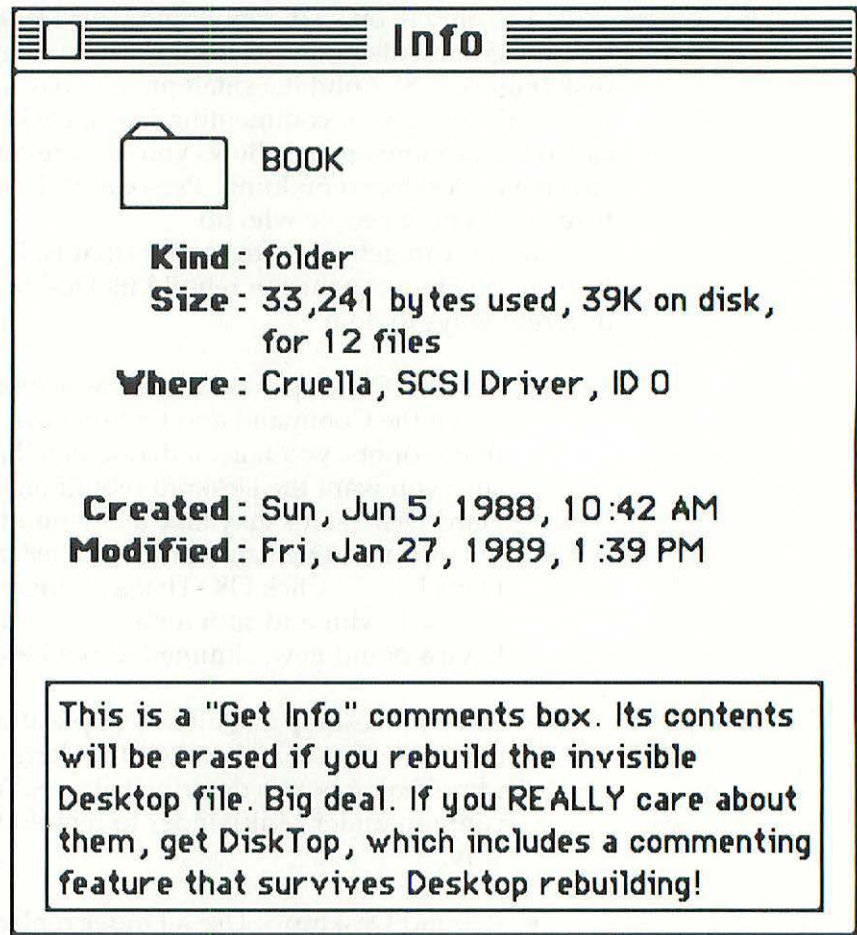 Info
BOOK
Kind: folder
Size: 33,241 bytes used, 39K on disk,
for 12 files
Where: Cruella, SCSI Driver, ID 0
Created: Sun, Jun 5, 1988, 10:42 AM
Modified: Fri, Jan 27, 1989, 1:39 PM
This is a "Get Info" comments box. Its contents
will be erased if you rebuild the invisible
Desktop file. Big deal. If you REALLY care about
them, get DiskTop, which includes a commenting
feature that survives Desktop rebuilding!